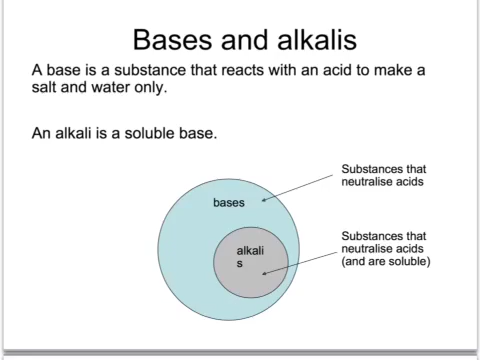 Bases and alkalis
A base is a substance that reacts with an acid to make a
salt and water only.
An alkali is a soluble base.
Substances that
neutralise acids
bases
Substances that
neutralise acids
(and are soluble)
alkali
s